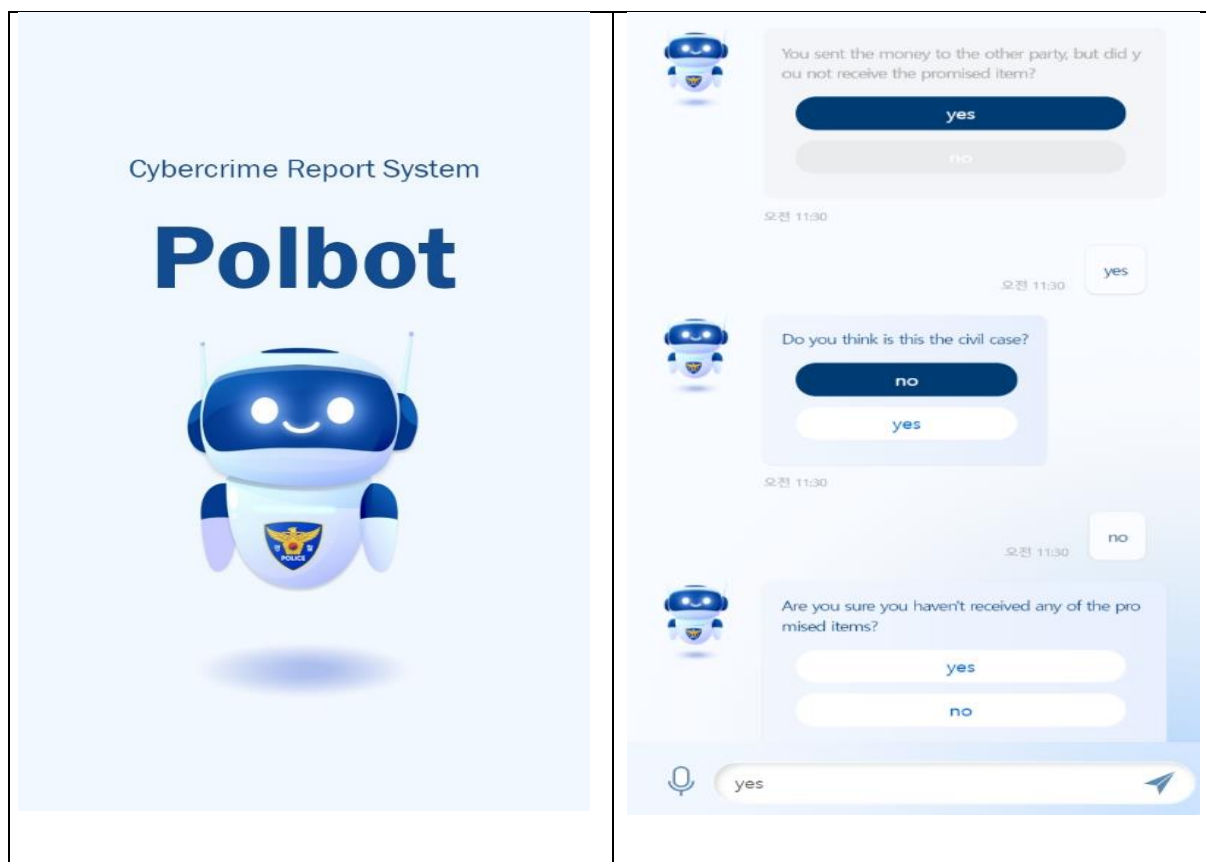 Cybercrime Report System
Polbot
POLICE
You sent the money to the other party, but did y
ou not receive the promised item?
yes
no
오전 11:30
yes
오전 11:30
Do you think is this the civil case?
no
yes
오전 11:30
no
오전 11:30
Are you sure you haven't received any of the pro
mised items?
yes
no
yes